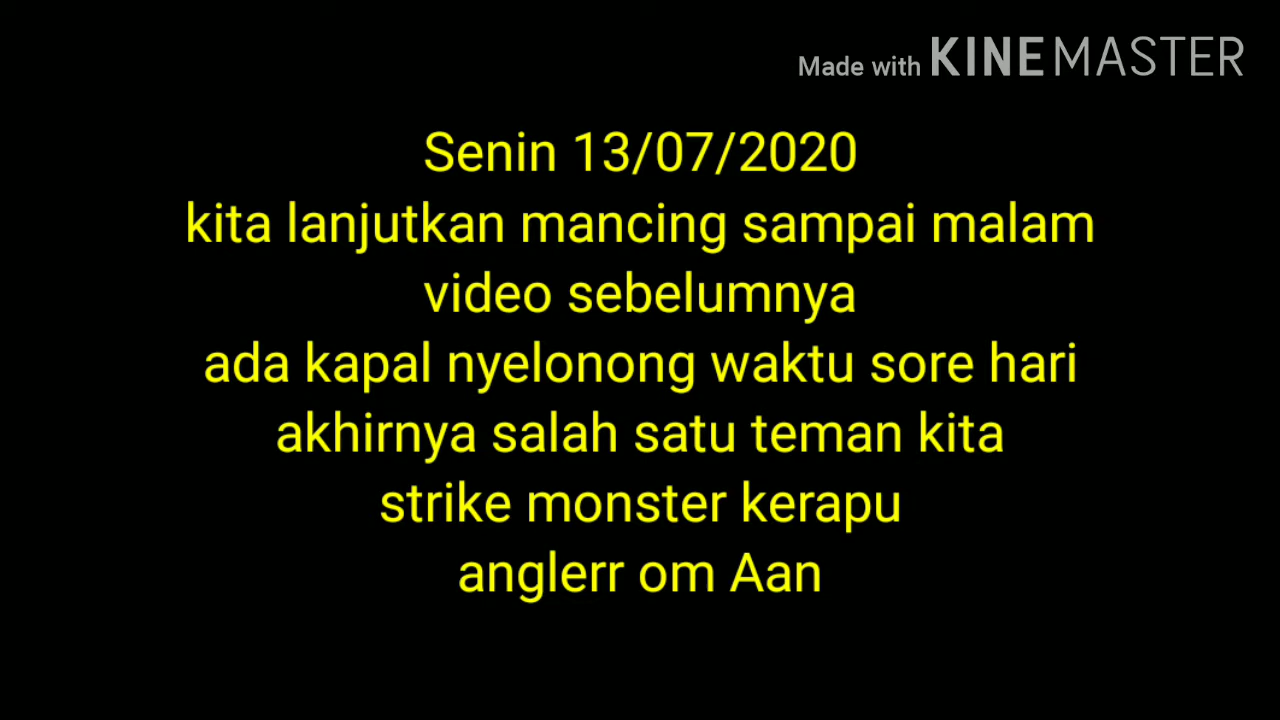 Made with KINEMASTER
Senin 13/07/2020
kita lanjutkan mancing sampai malam
video sebelumnya
ada kapal nyelonong waktu sore hari
akhirnya salah satu teman kita
strike monster kerapu
anglerr om Aan